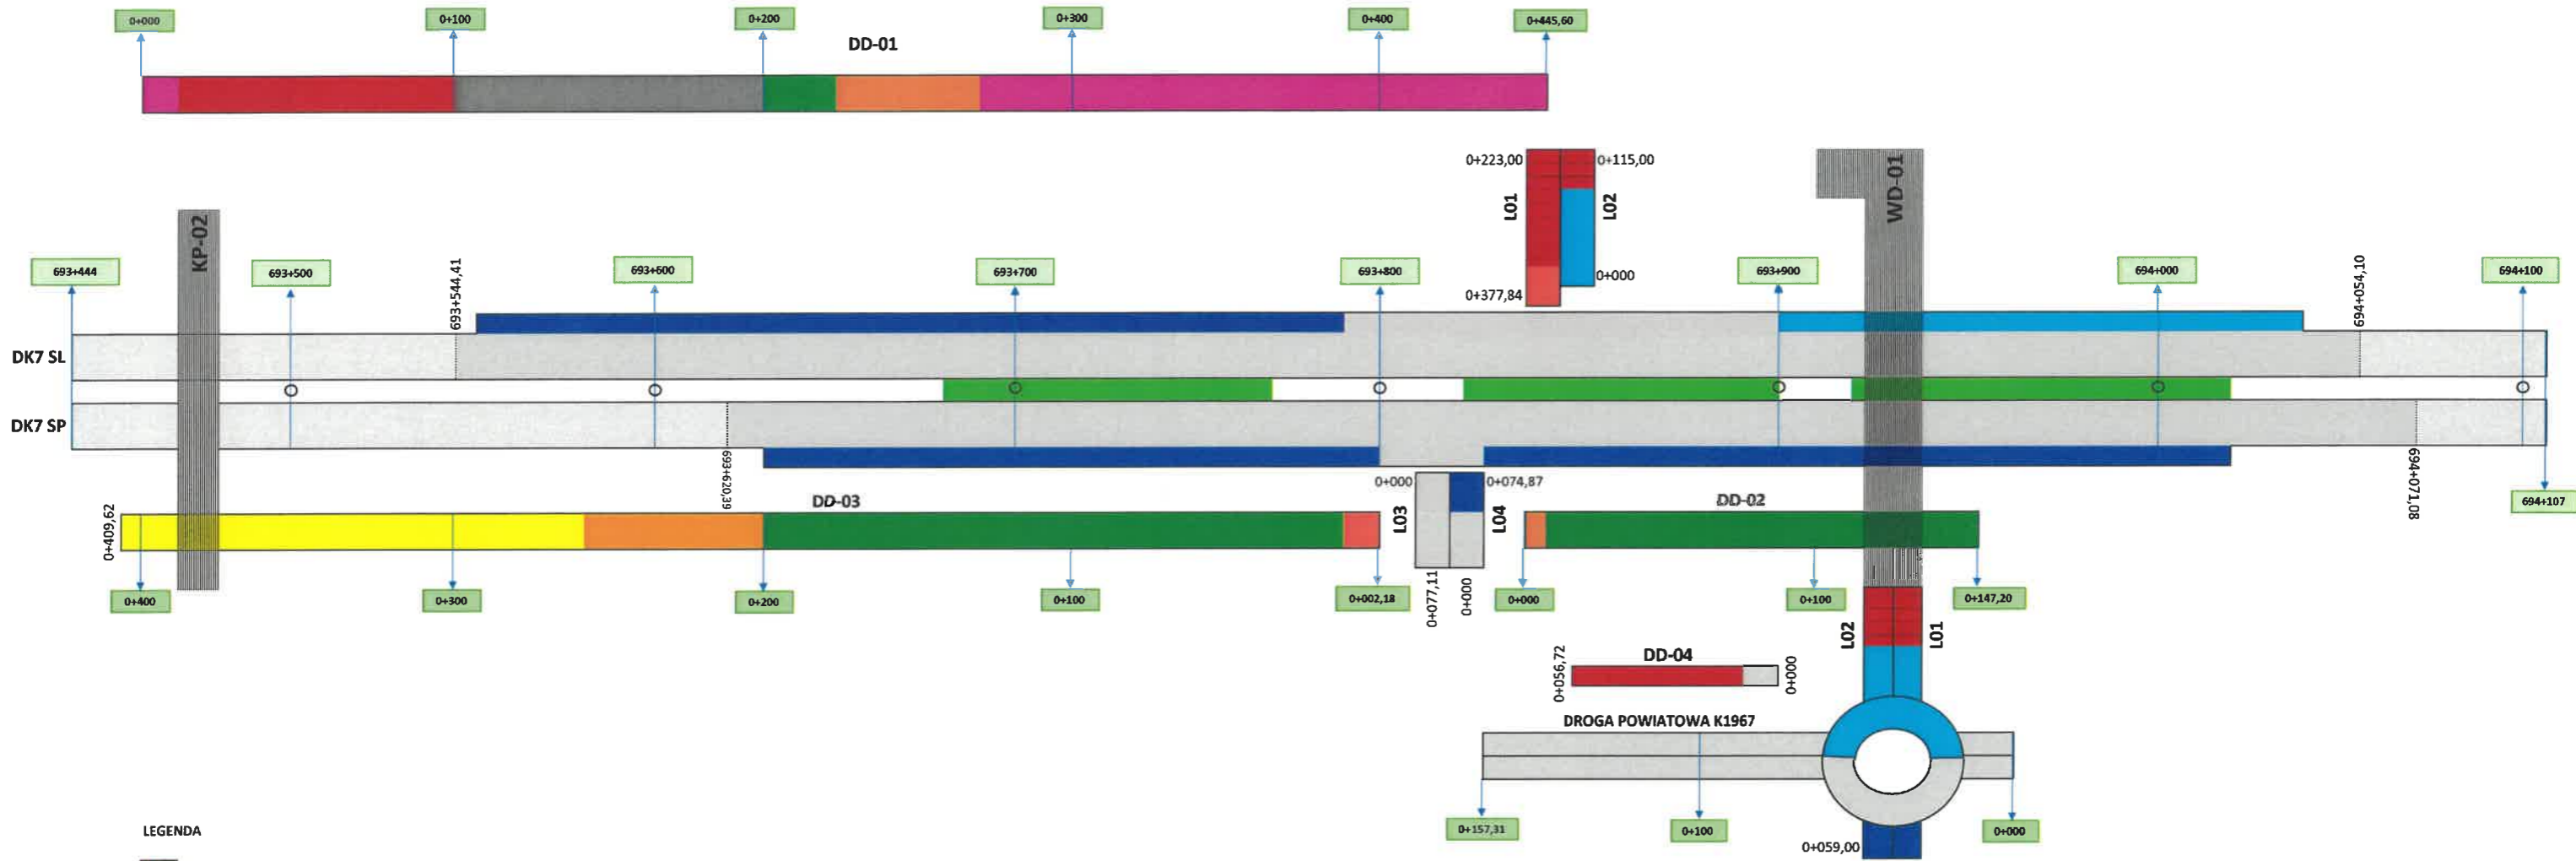 0+000
0+100
0+200
0+300
0+400
0+445,60
DD-01
0+223,00
0+115,00
L01
L02
0+377,84
0+000
KP-02
WD-01
693+444
693+500
693+544,41
693+600
693+700
693+800
693+900
694+000
694+054,10
694+100
DK7 SL
DK7 SP
693+620,39
694+071,08
694+107
0+409,62
DD-03
0+400
0+300
0+200
0+100
0+002,18
0+000
0+074,87
L03
L04
0+077,11
0+000
DD-02
0+000
0+100
0+147,20
L02
L01
DD-04
0+056,72
0+000
DROGA POWIATOWA K1967
0+157,31
0+100
0+000
0+059,00
LEGENDA